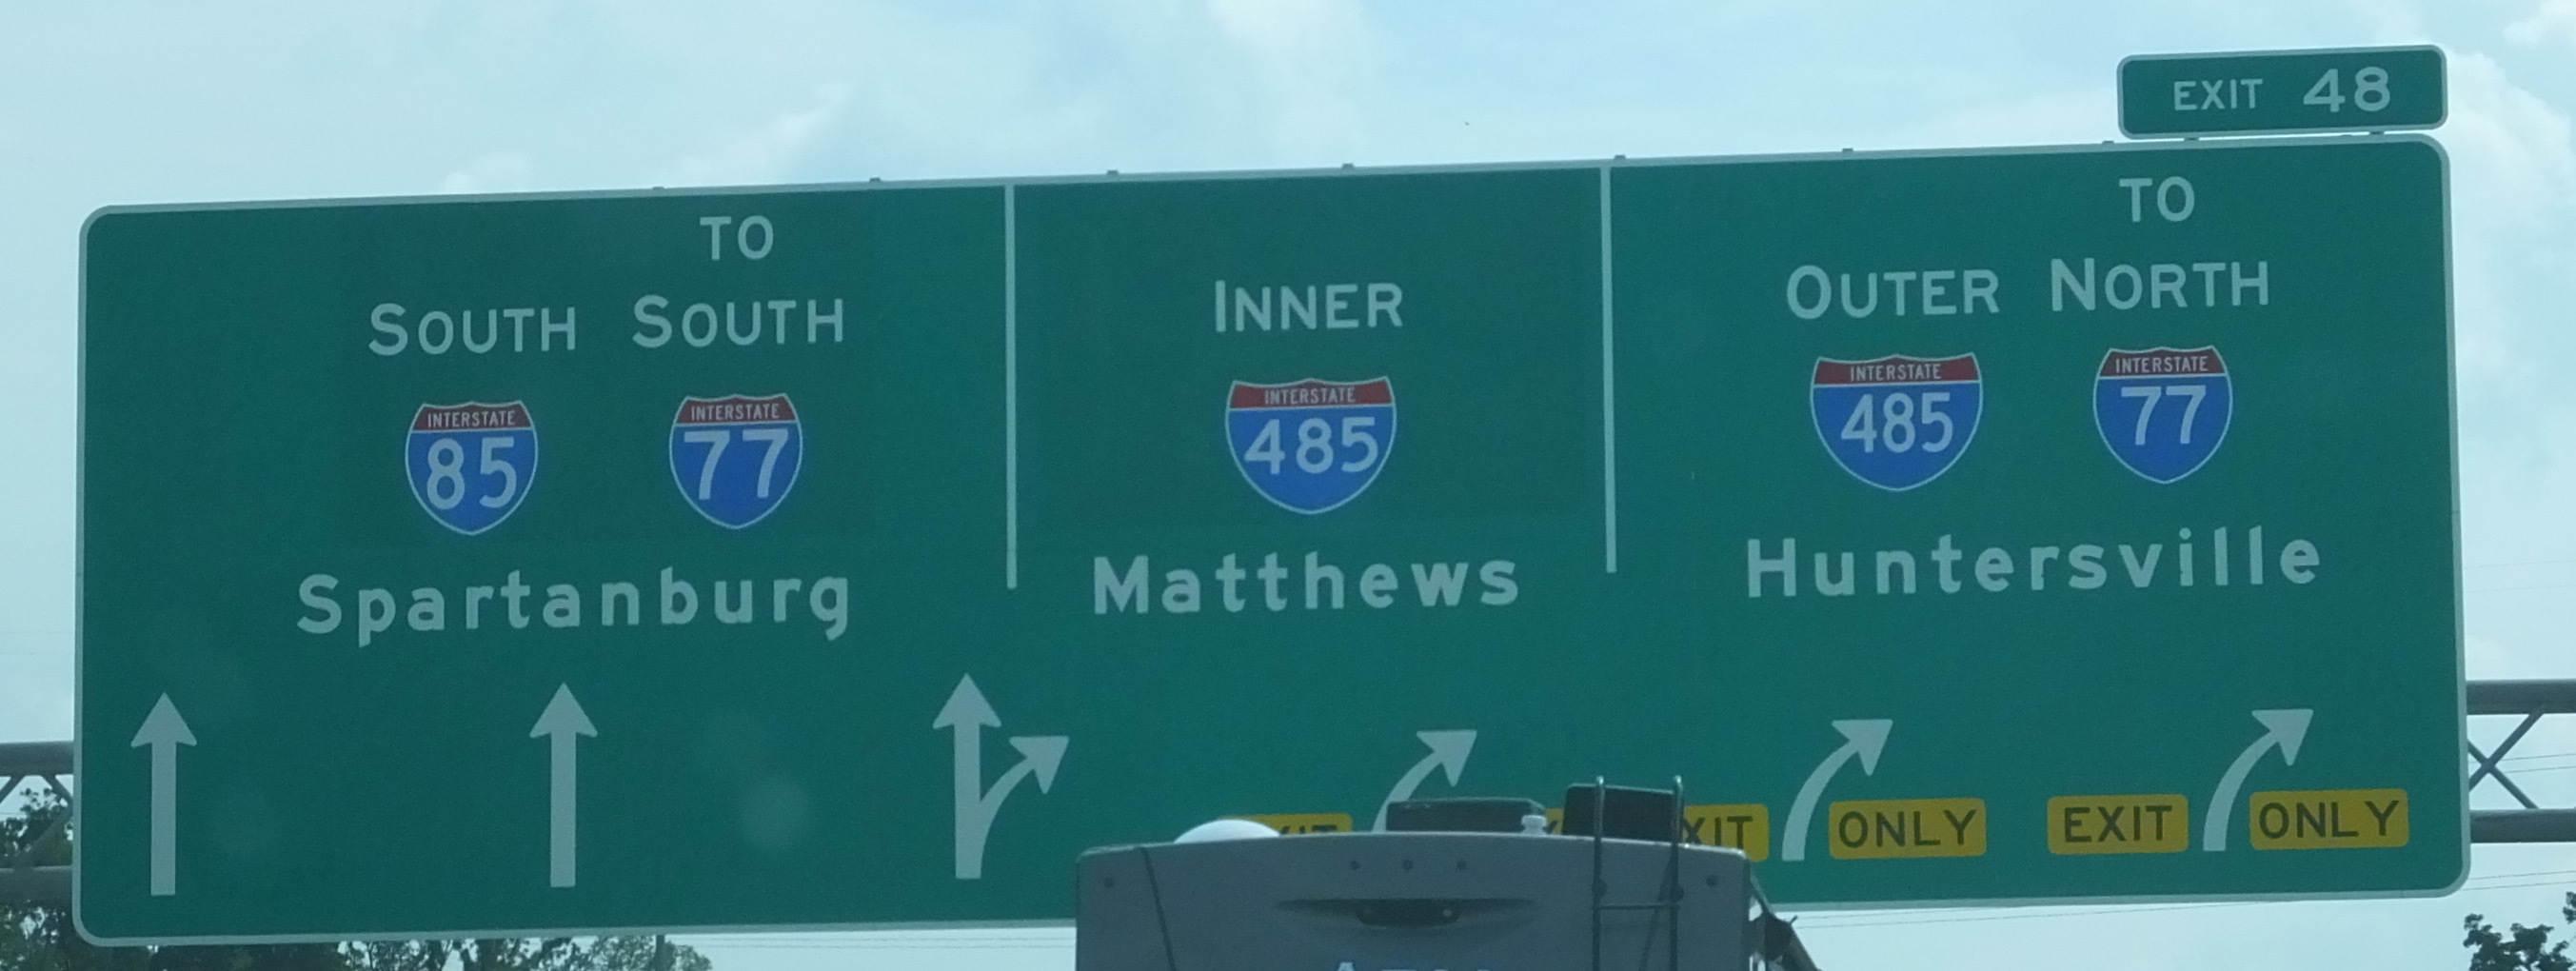 EXIT 48
TO
SOUTH SOUTH
INTERSTATE INTERSTATE
85 77
Spartanburg
INNER
INTERSTATE
485
Matthews
TO
OUTER NORTH
INTERSTATE INTERSTATE
485 77
Huntersville
ONLY EXIT ONLY